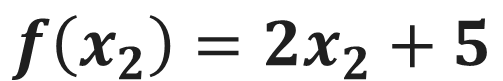 f(x₂) = 2x₂ + 5